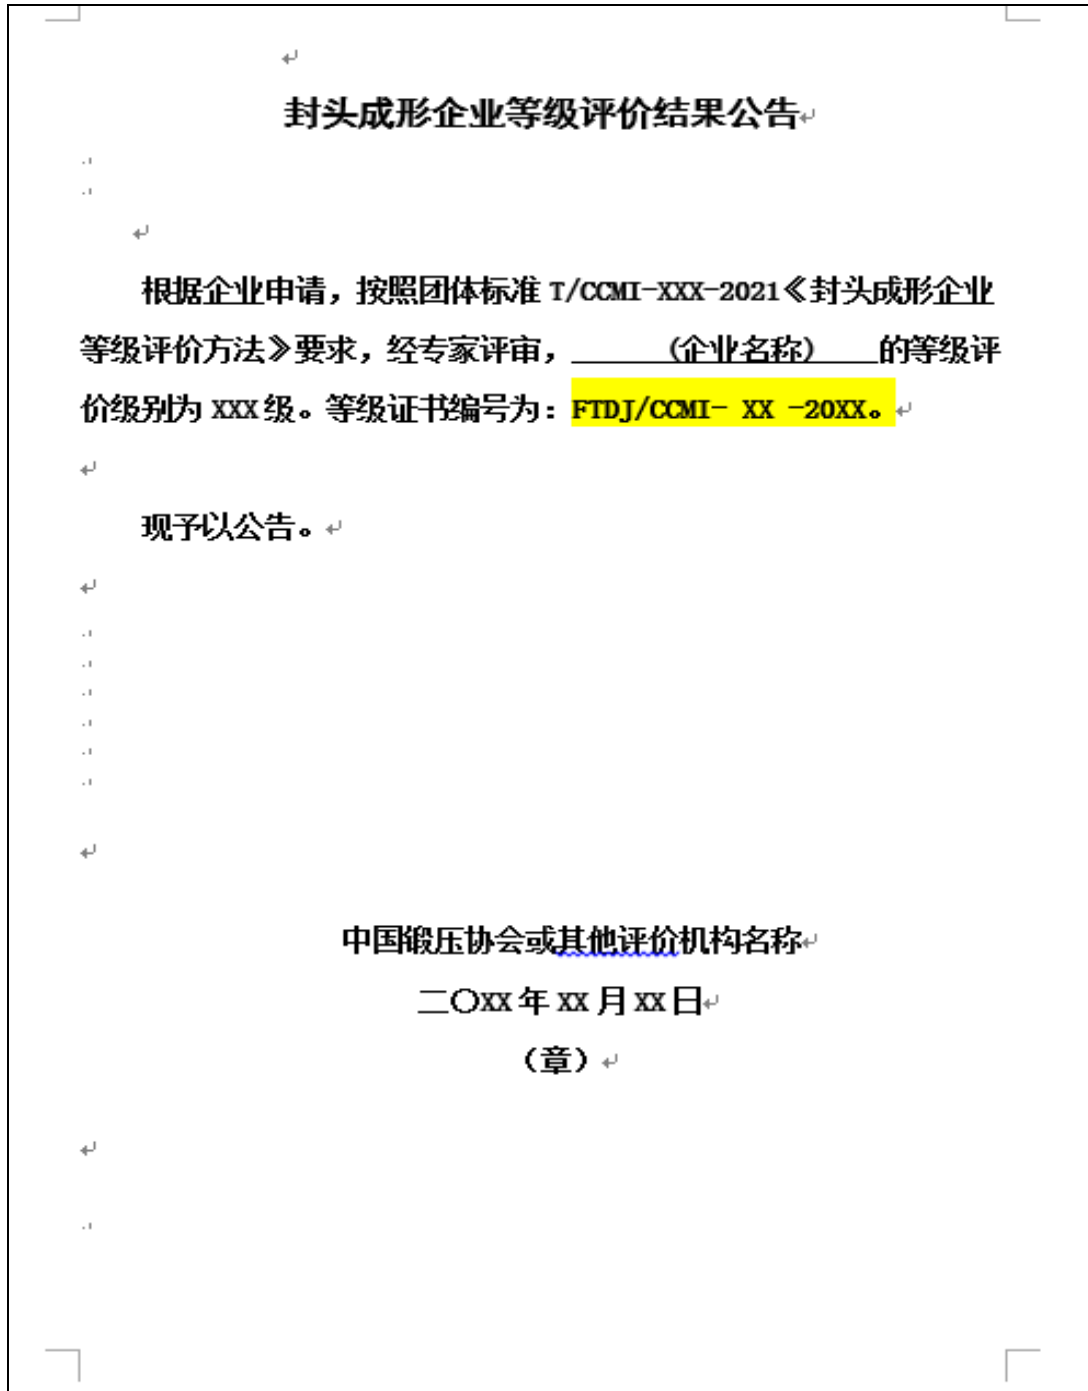 封头成形企业等级评价结果公告
根据企业申请，按照团体标准 T/CCMI-XXX-2021《封头成形企业
等级评价方法》要求，经专家评审，______（企业名称）__的等级评
价级别为 XXX 级。等级证书编号为：FTDJ/CCMI- XX -20XX。
现予以公告。
中国锻压协会或其他评价机构名称
二〇XX 年 XX 月 XX 日
（章）